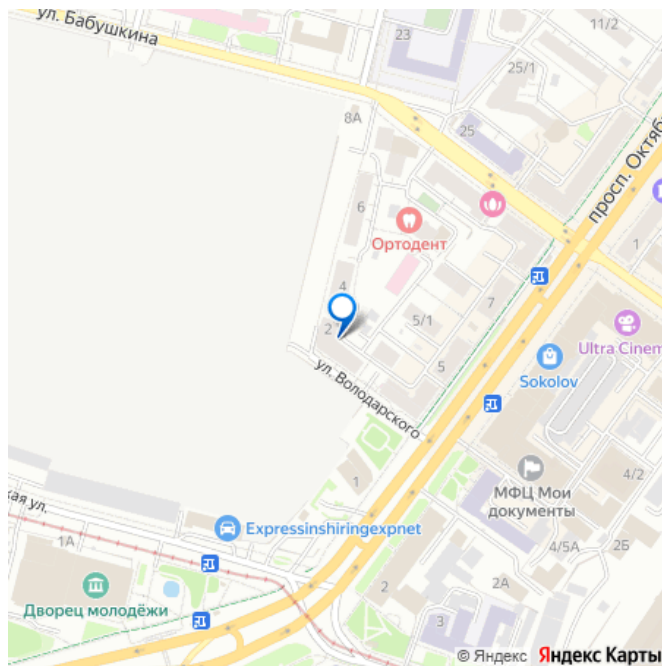 ул. Бабушкина
11/2
23
25/1
8А
25
просп. Октяб
6
Ортодент
1
4
7
2
5/1
Ultra Cinem
5
Sokolov
ул. Володарского
1
МФЦ Мои
документы
4/2
кая ул.
Expressinshiringexpnet
1А
4/5А
2Б
2А
2
Дворец молодёжи
3
© Яндекс Яндекс Карты